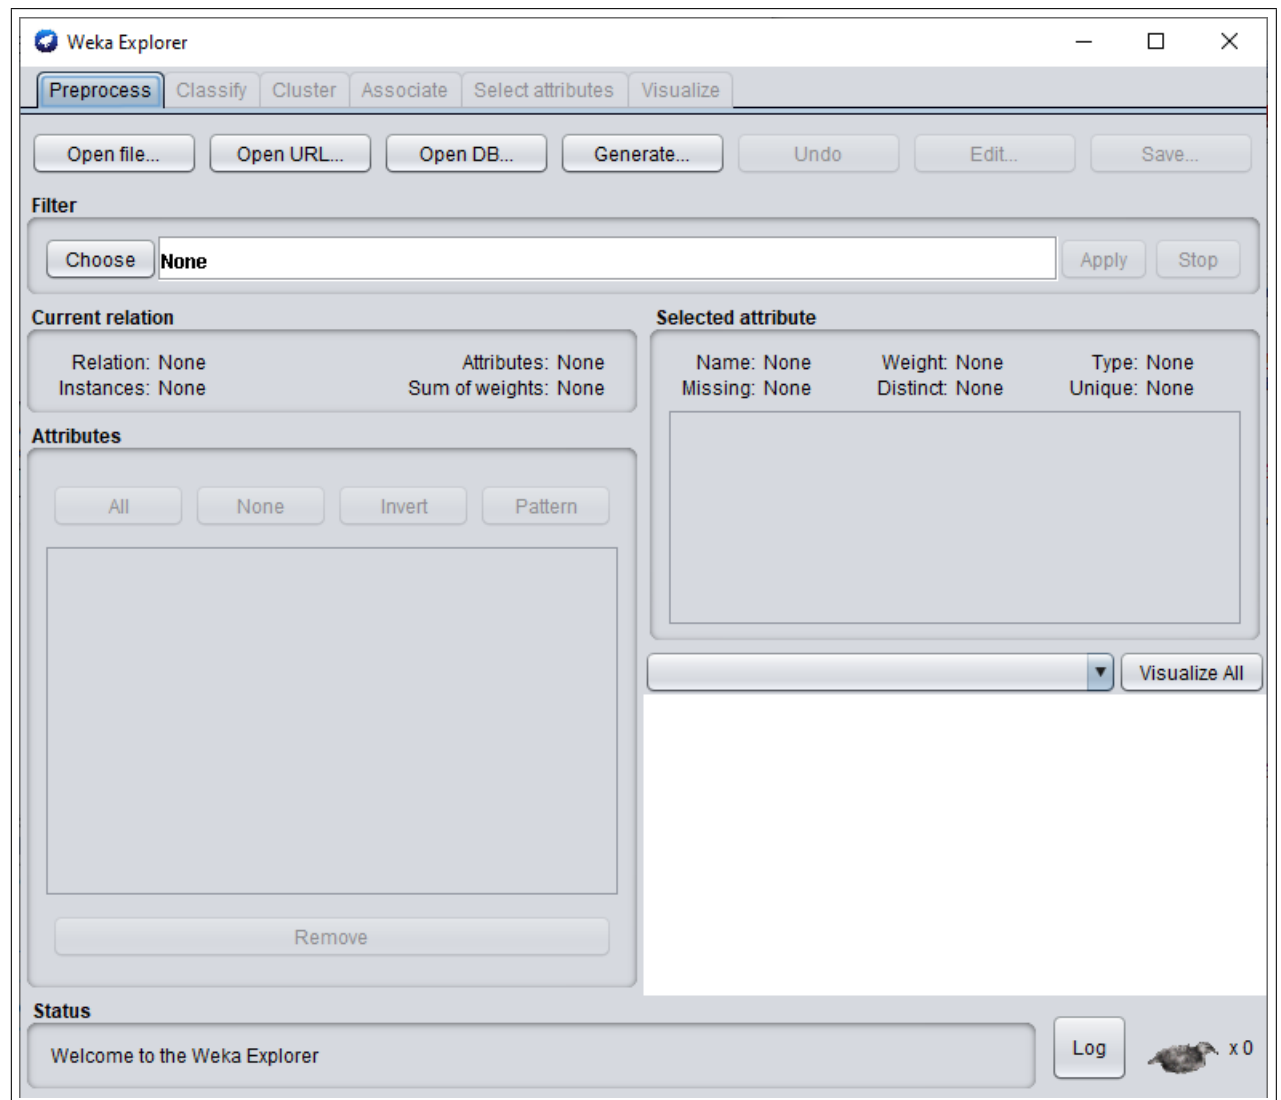 Weka Explorer
Preprocess Classify Cluster Associate Select attributes Visualize
Open file... Open URL... Open DB... Generate... Undo Edit... Save...
Filter
Choose None Apply Stop
Current relation
Relation: None Attributes: None
Instances: None Sum of weights: None
Selected attribute
Name: None Weight: None Type: None
Missing: None Distinct: None Unique: None
Attributes
All None Invert Pattern
Remove
Visualize All
Status
Welcome to the Weka Explorer
Log x 0